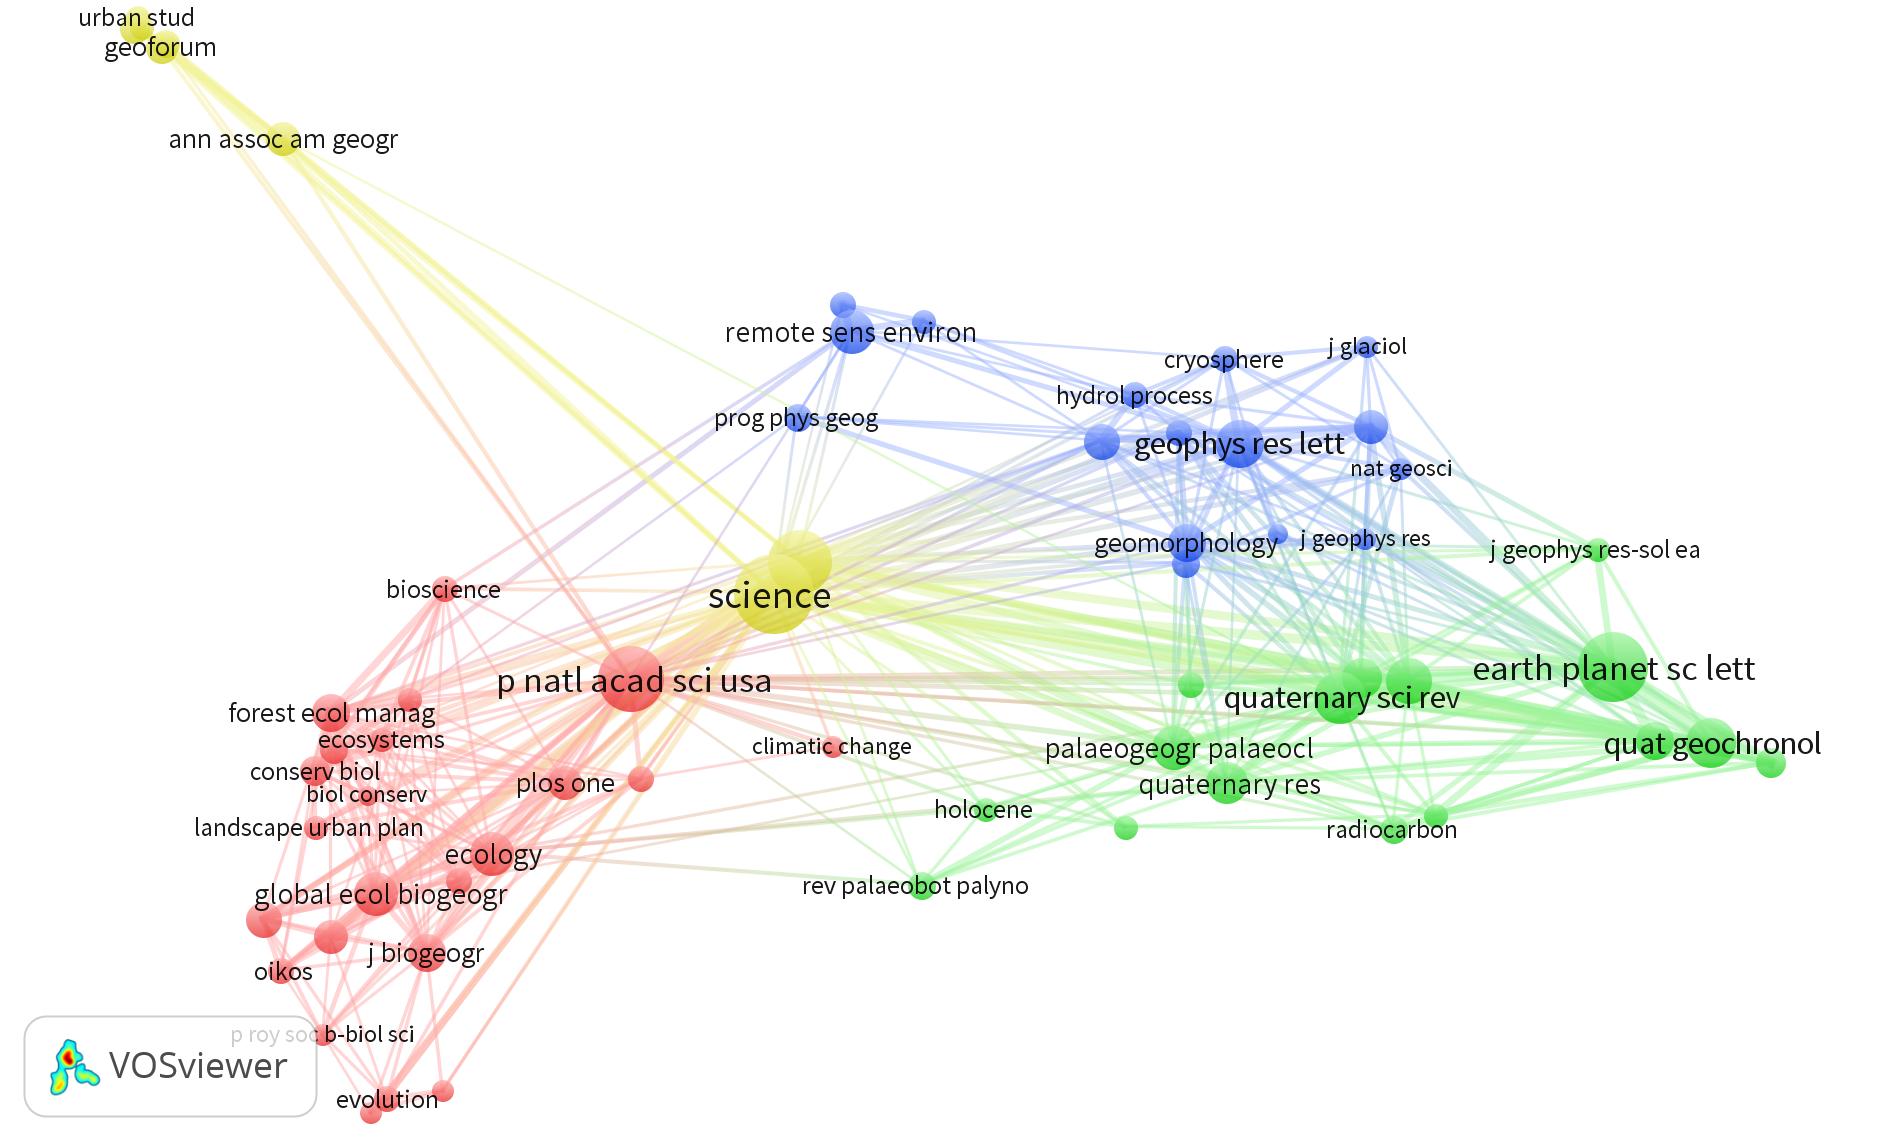 urban stud
geoforum
ann assoc am geogr
remote sens environ
cryosphere
j glaciol
hydrol process
prog phys geog
geophys res lett
nat geosci
geomorphology
j geophys res
j geophys res-sol ea
bioscience
science
p natl acad sci usa
earth planet sc lett
quaternary sci rev
forest ecol manag
ecosystems
climatic change
palaeogeogr palaeocl
quat geochronol
conserv biol
plos one
quaternary res
biol conserv
holocene
landscape urban plan
radiocarbon
ecology
rev palaeobot palyno
global ecol biogeogr
j biogeogr
oikos
p roy soc b-biol sci
VOSviewer
evolution